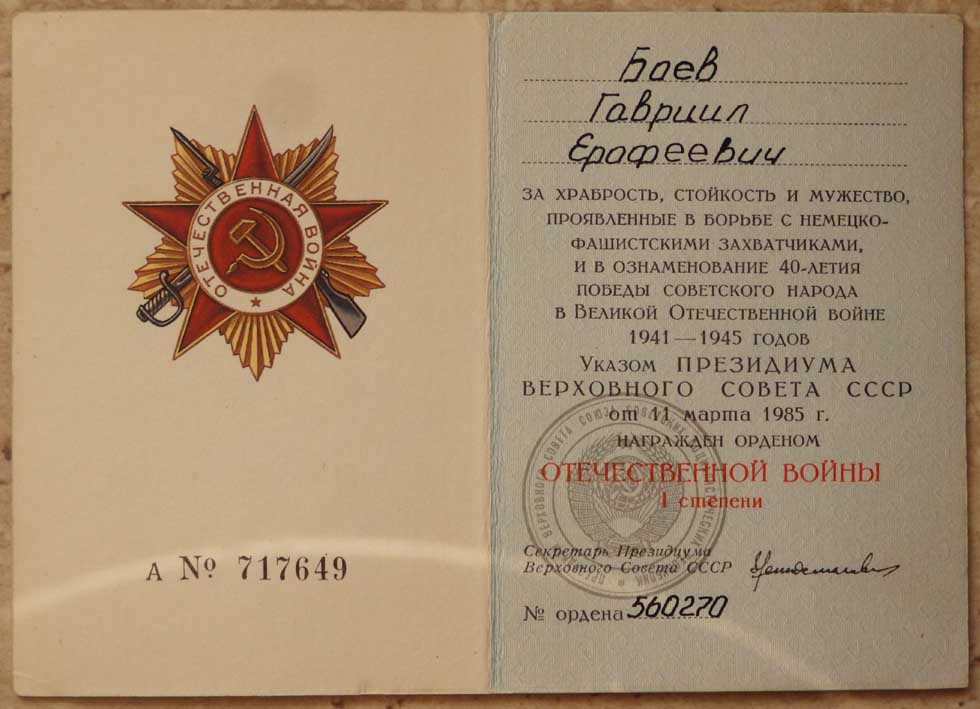 ОТЕЧЕСТВЕННАЯ ВОЙНА
А № 717649
Боев
Гавриил
Ерофеевич
ЗА ХРАБРОСТЬ, СТОЙКОСТЬ И МУЖЕСТВО,
ПРОЯВЛЕННЫЕ В БОРЬБЕ С НЕМЕЦКО-
ФАШИСТСКИМИ ЗАХВАТЧИКАМИ,
И В ОЗНАМЕНОВАНИЕ 40-ЛЕТИЯ
ПОБЕДЫ СОВЕТСКОГО НАРОДА
В ВЕЛИКОЙ ОТЕЧЕСТВЕННОЙ ВОЙНЕ
1941—1945 ГОДОВ
УКАЗОМ ПРЕЗИДИУМА
ВЕРХОВНОГО СОВЕТА СССР
от 11 марта 1985 г.
НАГРАЖДЕН ОРДЕНОМ
ОТЕЧЕСТВЕННОЙ ВОЙНЫ
I степени
Секретарь Президиума
Верховного Совета СССР
№ ордена 560270